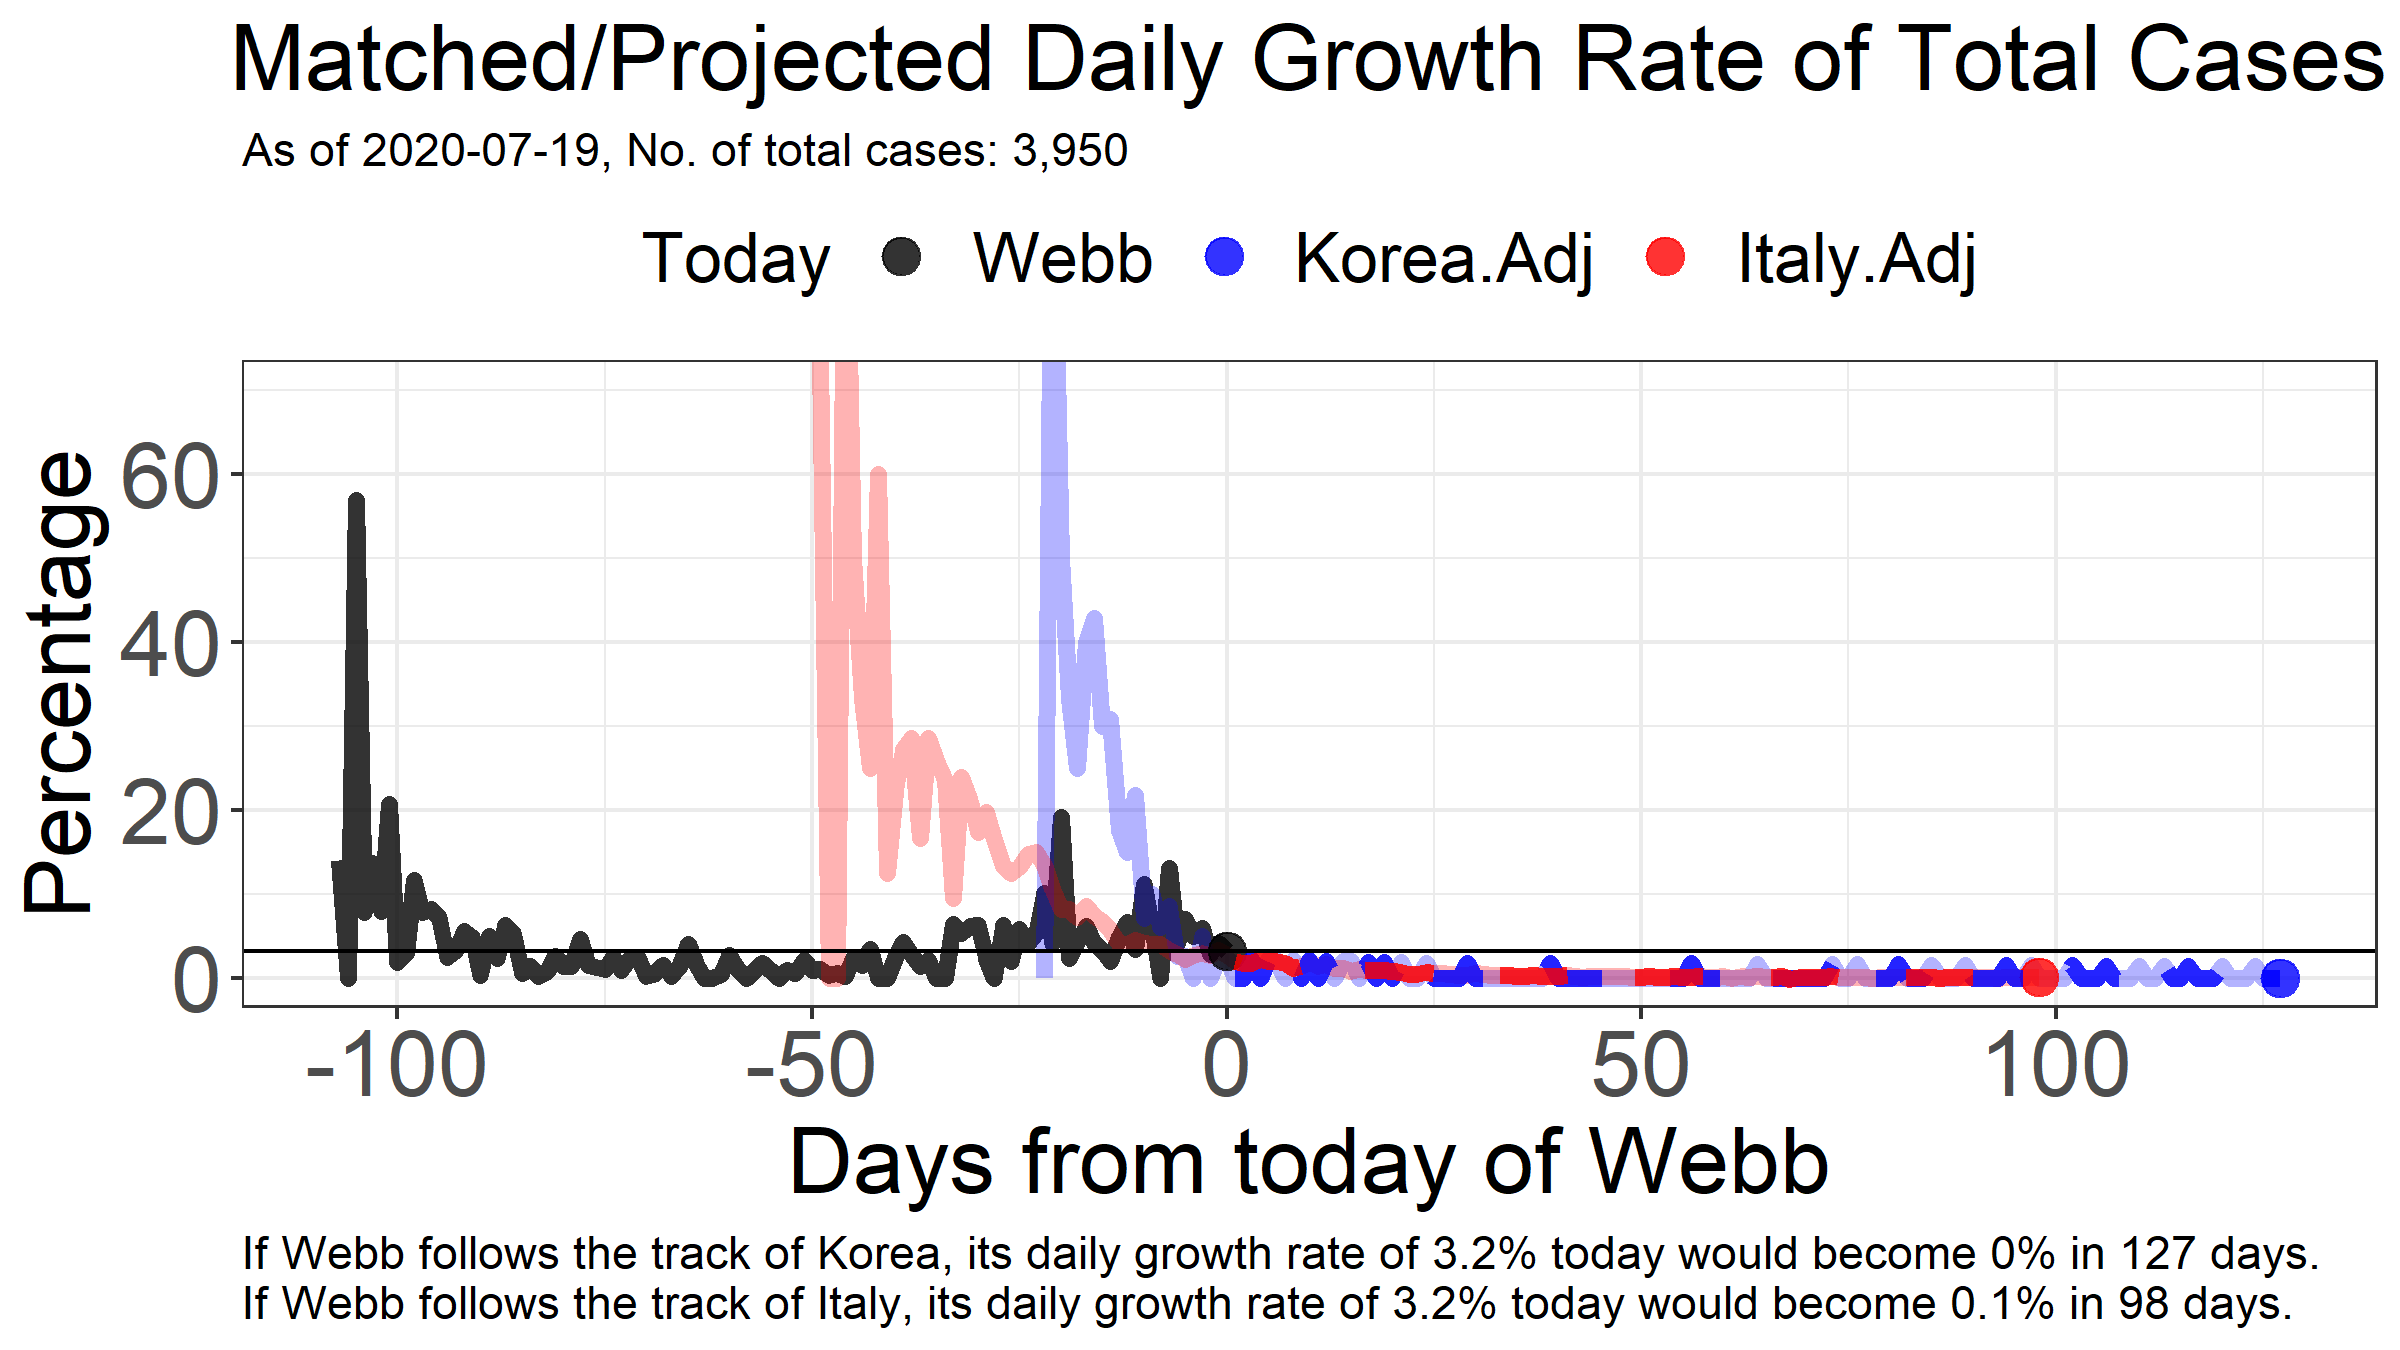 Matched/Projected Daily Growth Rate of Total Cases
As of 2020-07-19, No. of total cases: 3,950
Today Webb Korea.Adj Italy.Adj
Percentage
60
40
20
0
-100 -50 0 50 100
Days from today of Webb
If Webb follows the track of Korea, its daily growth rate of 3.2% today would become 0% in 127 days.
If Webb follows the track of Italy, its daily growth rate of 3.2% today would become 0.1% in 98 days.